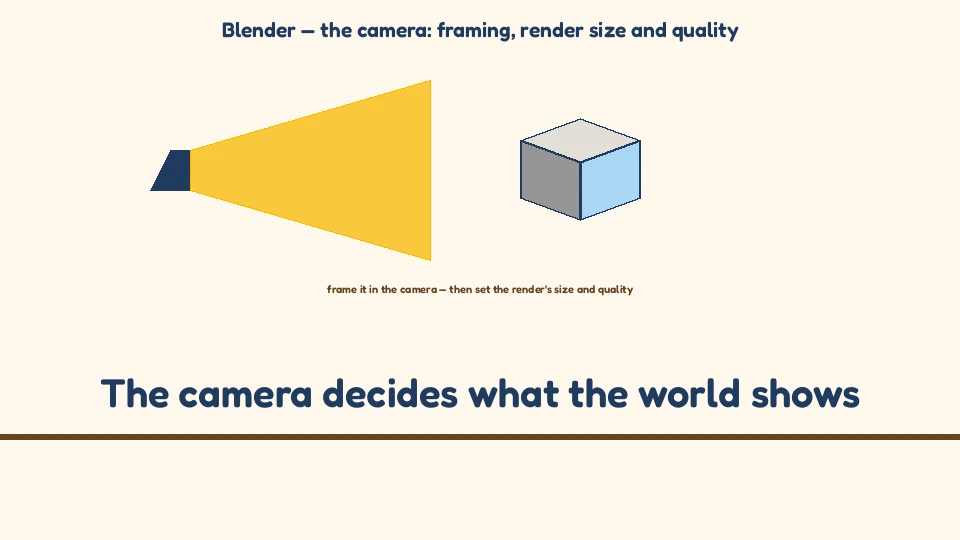 Blender — the camera: framing, render size and quality
frame it in the camera — then set the render's size and quality
The camera decides what the world shows